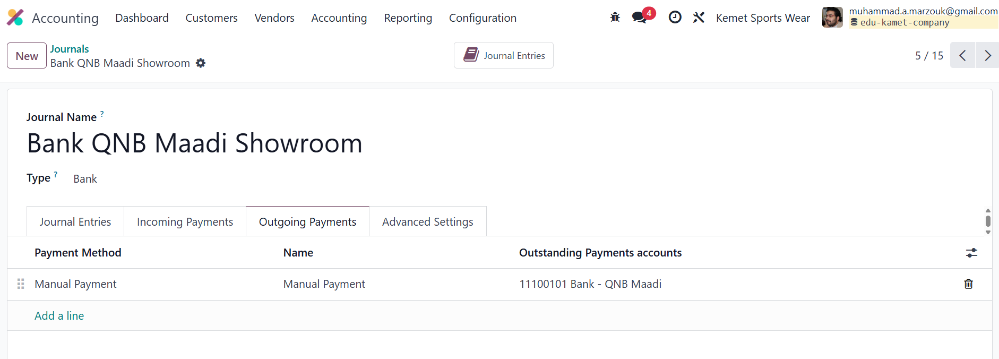 Accounting Dashboard Customers Vendors Accounting Reporting Configuration 4 Kemet Sports Wear muhammad.a.marzouk@gmail.com
edu-kamet-company
New Journals
Bank QNB Maadi Showroom
Journal Entries
5 / 15
Journal Name ?
Bank QNB Maadi Showroom
Type ? Bank
Journal Entries Incoming Payments Outgoing Payments Advanced Settings
Payment Method Name Outstanding Payments accounts
Manual Payment Manual Payment 11100101 Bank - QNB Maadi
Add a line